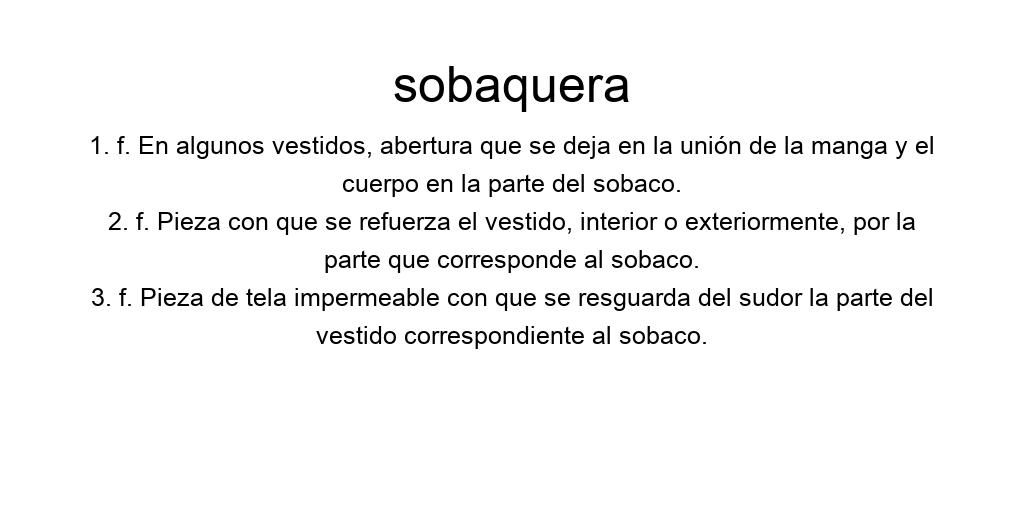 sobaquera
1. f. En algunos vestidos, abertura que se deja en la unión de la manga y el
cuerpo en la parte del sobaco.
2. f. Pieza con que se refuerza el vestido, interior o exteriormente, por la
parte que corresponde al sobaco.
3. f. Pieza de tela impermeable con que se resguarda del sudor la parte del
vestido correspondiente al sobaco.